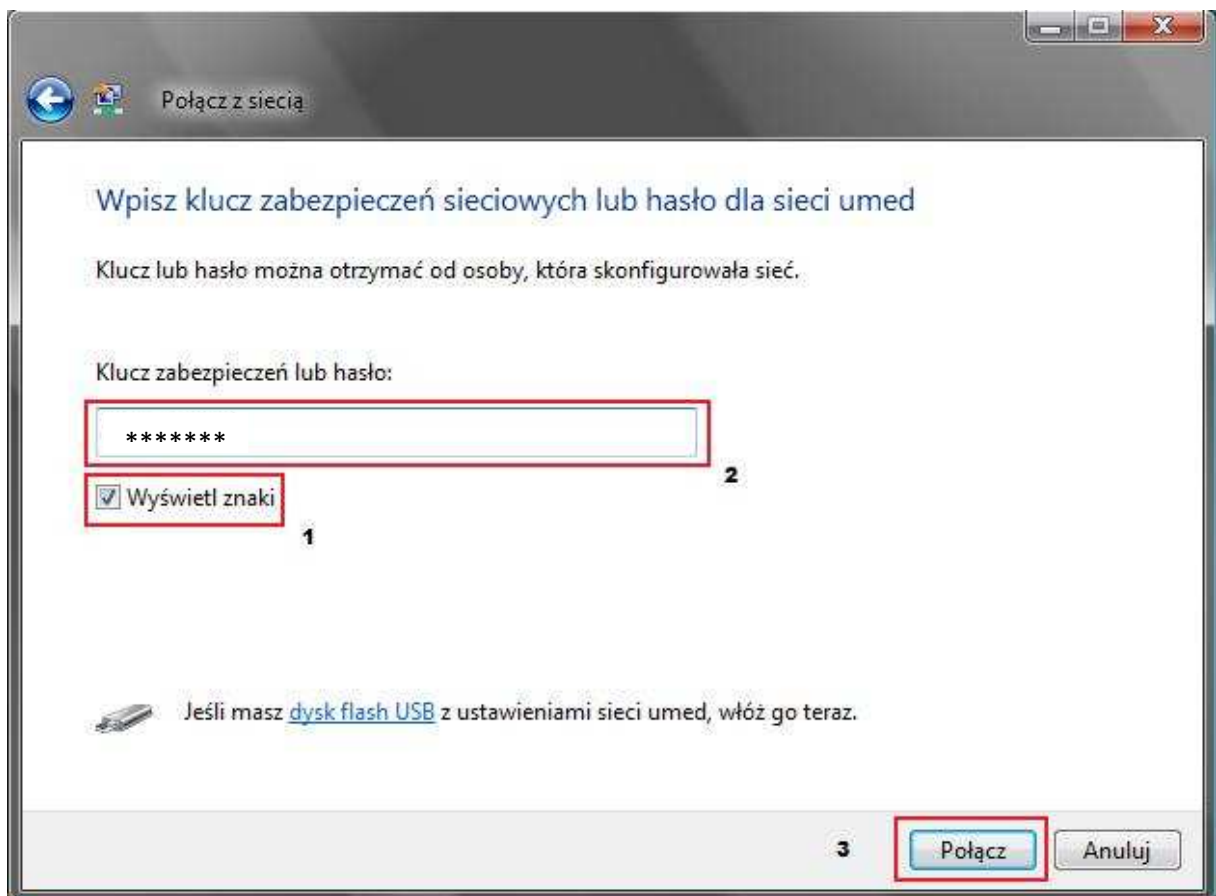 Połącz z siecią
Wpisz klucz zabezpieczeń sieciowych lub hasło dla sieci umed
Klucz lub hasło można otrzymać od osoby, która skonfigurowała sieć.
Klucz zabezpieczeń lub hasło:
*******
2
Wyświetl znaki
1
Jeśli masz dysk flash USB z ustawieniami sieci umed, włóż go teraz.
3 Połącz Anuluj